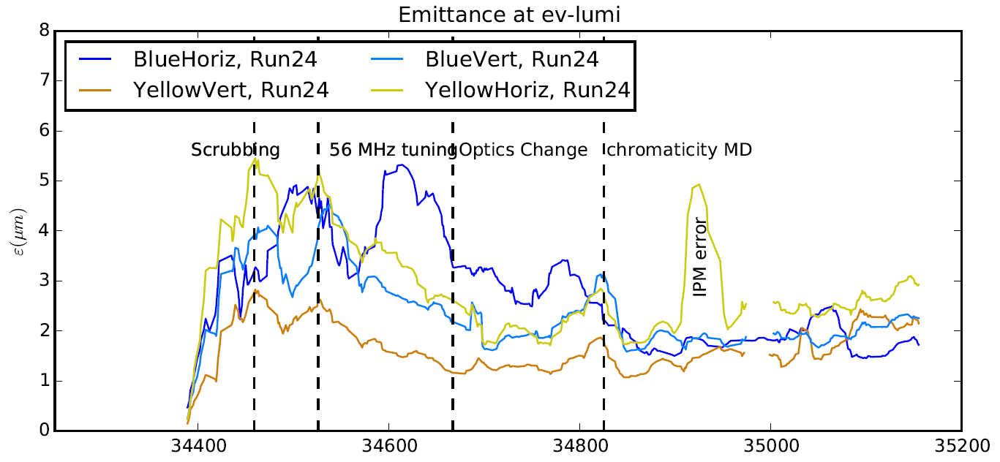 Emittance at ev-lumi
8
7
6
5
4
3
2
1
0
ε(μm)
BlueHoriz, Run24
BlueVert, Run24
YellowVert, Run24
YellowHoriz, Run24
Scrubbing
56 MHz tuning
Optics Change
chromaticity MD
IPM error
34400
34600
34800
35000
35200